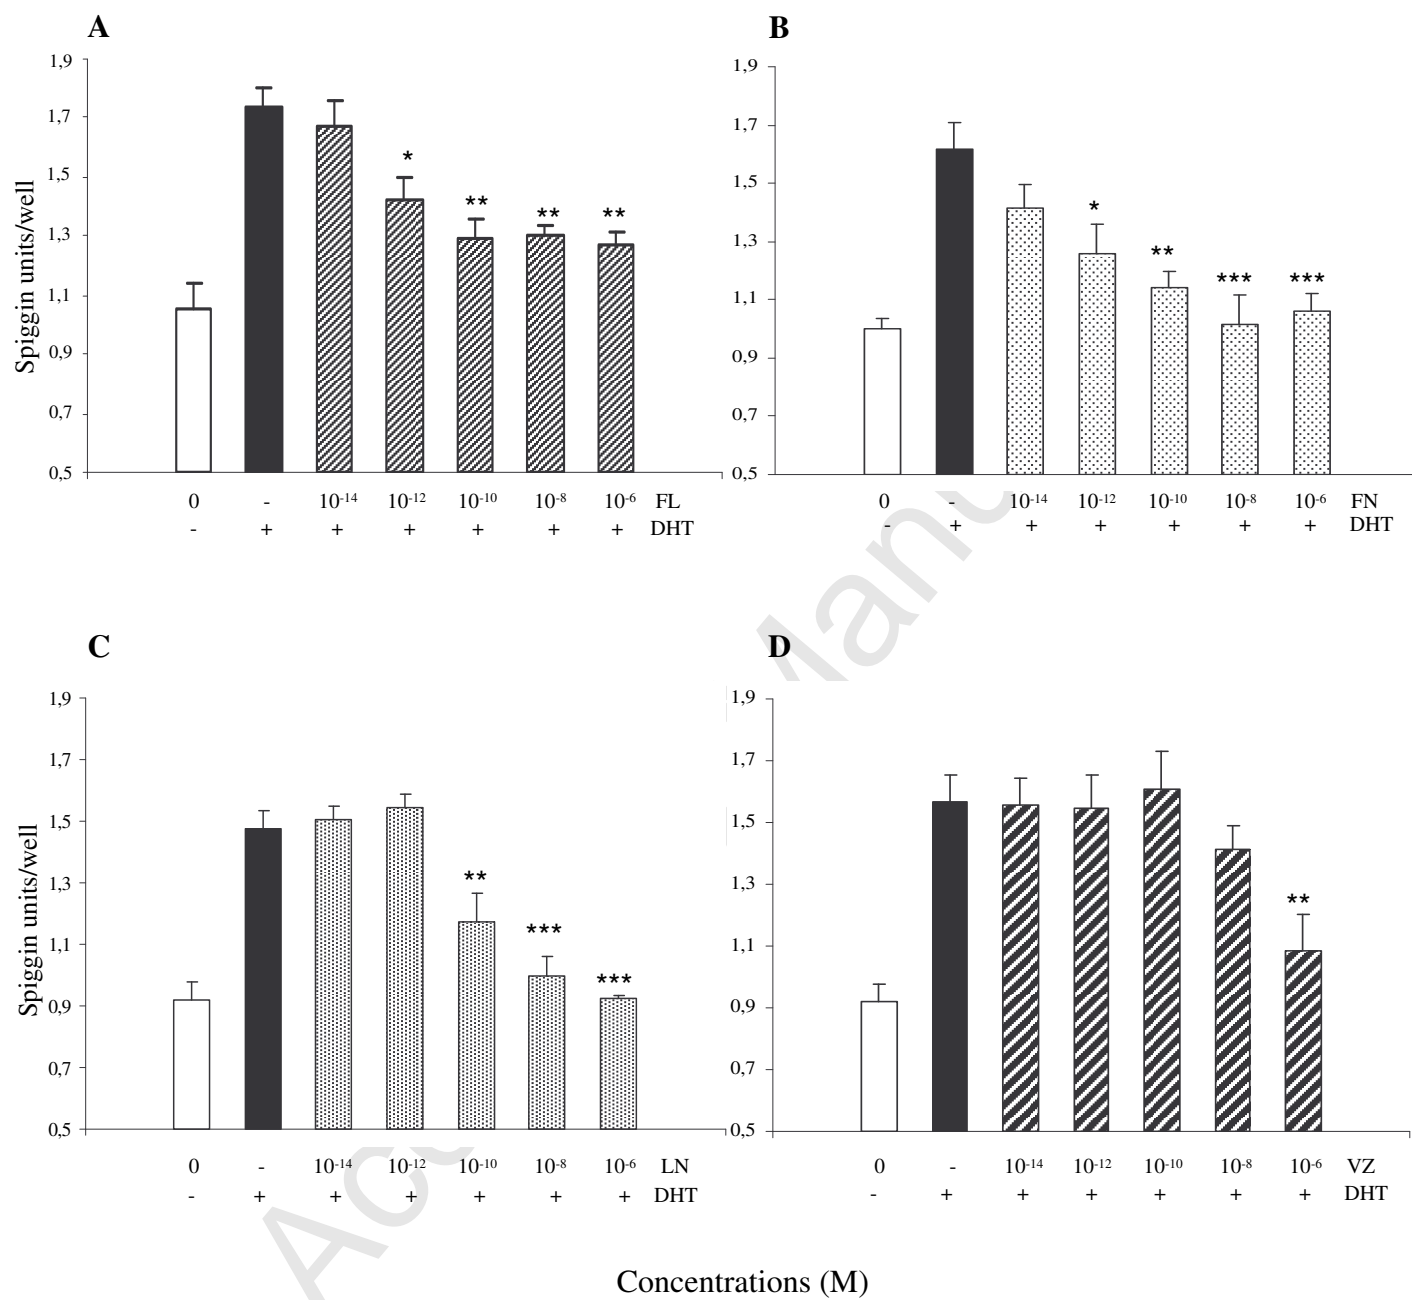 A
1,9
1,7
1,5
1,3
1,1
0,9
0,7
0,5
Spiggin units/well
*
**
**
**
0 - 10⁻¹⁴ 10⁻¹² 10⁻¹⁰ 10⁻⁸ 10⁻⁶ FL
- + + + + + + DHT
B
1,9
1,7
1,5
1,3
1,1
0,9
0,7
0,5
*
**
***
***
0 - 10⁻¹⁴ 10⁻¹² 10⁻¹⁰ 10⁻⁸ 10⁻⁶ FN
- + + + + + + DHT
C
1,9
1,7
1,5
1,3
1,1
0,9
0,7
0,5
Spiggin units/well
**
***
***
0 - 10⁻¹⁴ 10⁻¹² 10⁻¹⁰ 10⁻⁸ 10⁻⁶ LN
- + + + + + + DHT
D
1,9
1,7
1,5
1,3
1,1
0,9
0,7
0,5
**
0 - 10⁻¹⁴ 10⁻¹² 10⁻¹⁰ 10⁻⁸ 10⁻⁶ VZ
- + + + + + + DHT
Concentrations (M)